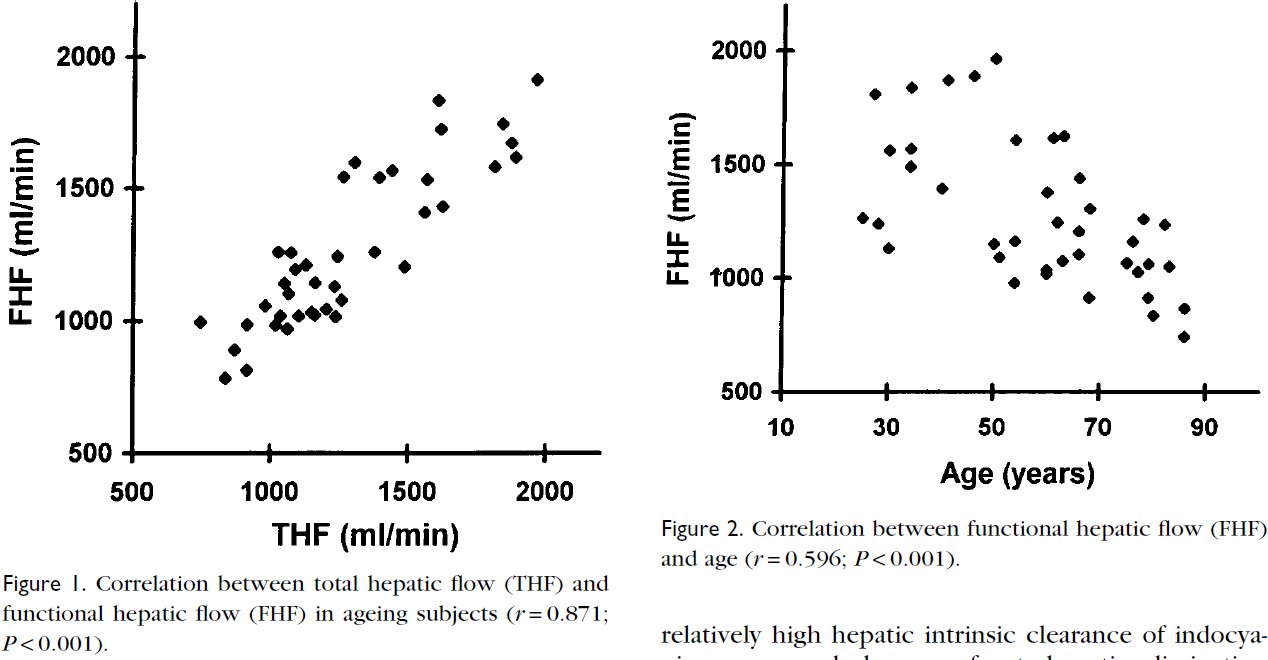 2000
1500
1000
500
FHF (ml/min)
500 1000 1500 2000
THF (ml/min)
Figure 1. Correlation between total hepatic flow (THF) and
functional hepatic flow (FHF) in ageing subjects (r = 0.871;
P < 0.001).
2000
1500
1000
500
FHF (ml/min)
10 30 50 70 90
Age (years)
Figure 2. Correlation between functional hepatic flow (FHF)
and age (r = 0.596; P < 0.001).
relatively high hepatic intrinsic clearance of indocya-